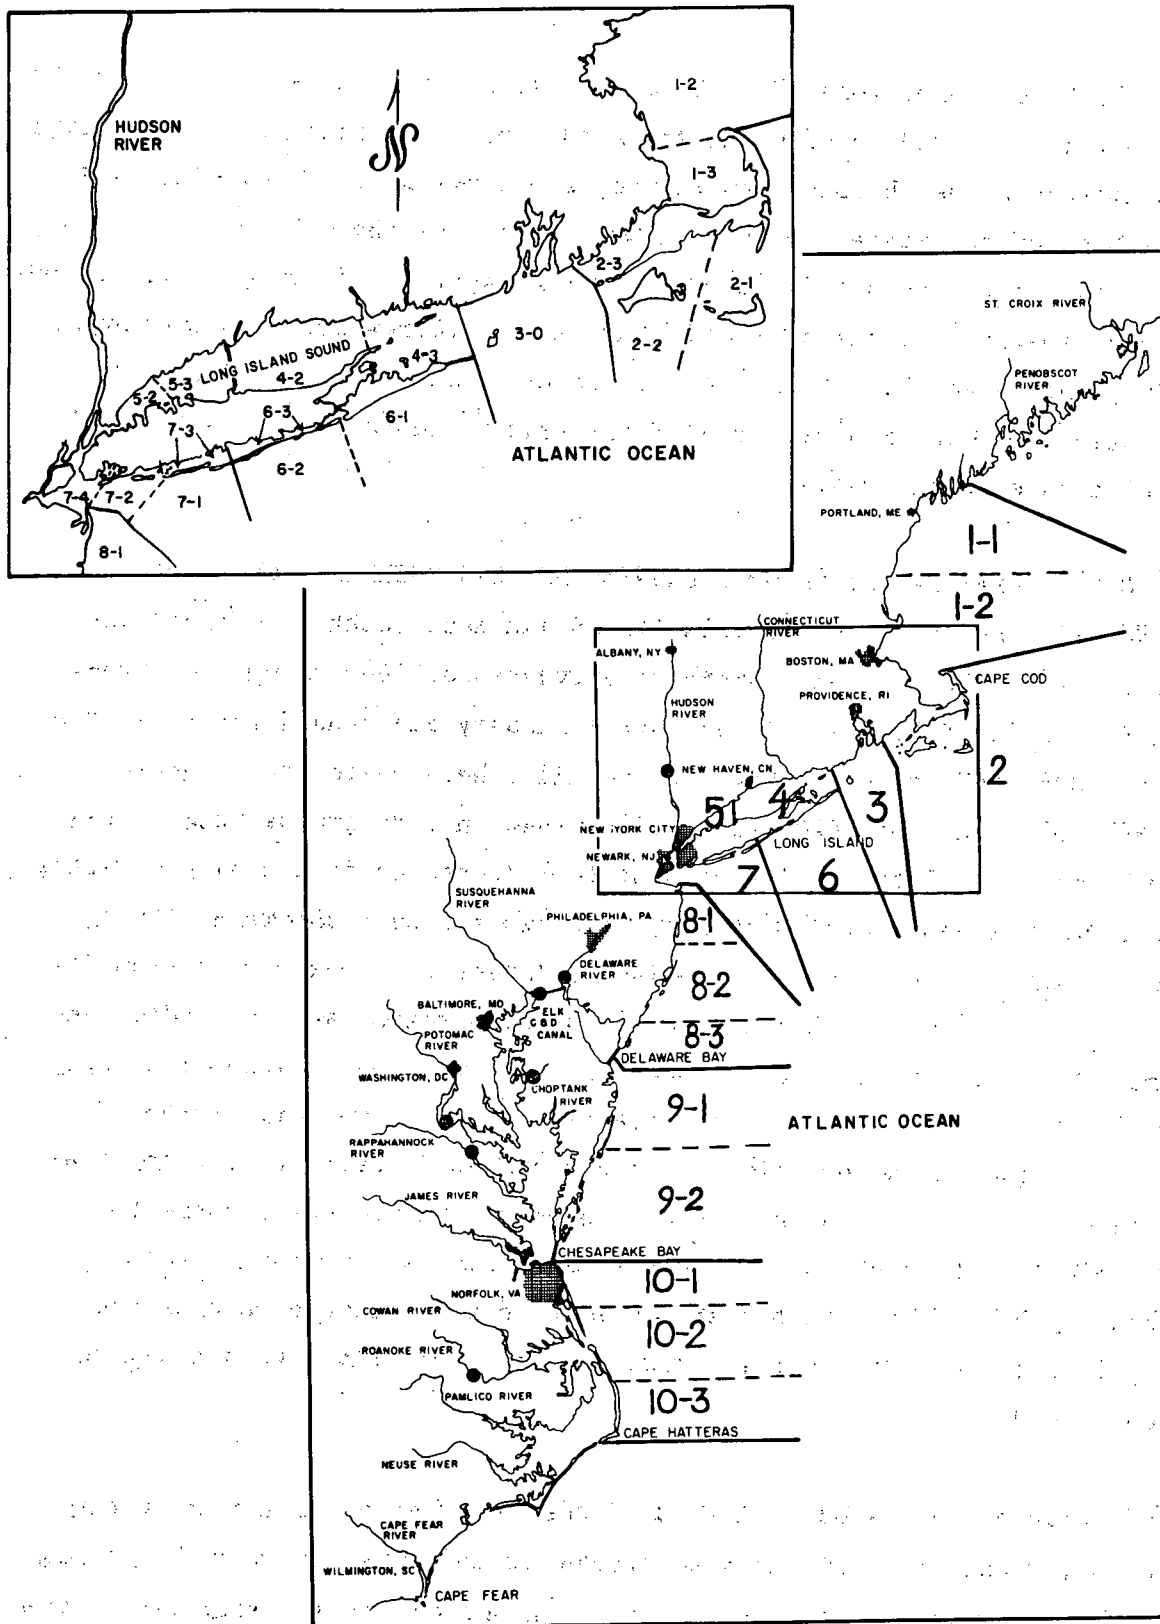 HUDSON
RIVER
N
1-2
1-3
2-3
2-1
2-2
3-0
LONG ISLAND SOUND
5-3
5-2
4-2
4-3
6-3
6-1
7-3
6-2
7-4
7-2
7-1
8-1
ATLANTIC OCEAN
ST. CROIX RIVER
PENOBSCOT
RIVER
PORTLAND, ME
1-1
1-2
CONNECTICUT
RIVER
ALBANY, NY
BOSTON, MA
CAPE COD
PROVIDENCE, RI
HUDSON
RIVER
NEW HAVEN, CN
2
5
4
3
NEW YORK CITY
LONG ISLAND
NEWARK, NJ
7
6
SUSQUEHANNA
RIVER
PHILADELPHIA, PA
8-1
DELAWARE
RIVER
8-2
BALTIMORE, MD
ELK
C & D
CANAL
POTOMAC
RIVER
8-3
DELAWARE BAY
WASHINGTON, DC
CHOPTANK
RIVER
9-1
ATLANTIC OCEAN
RAPPAHANNOCK
RIVER
JAMES RIVER
9-2
CHESAPEAKE BAY
10-1
NORFOLK, VA
COWAN RIVER
10-2
ROANOKE RIVER
PAMLICO RIVER
10-3
CAPE HATTERAS
NEUSE RIVER
CAPE FEAR
RIVER
WILMINGTON, SC
CAPE FEAR